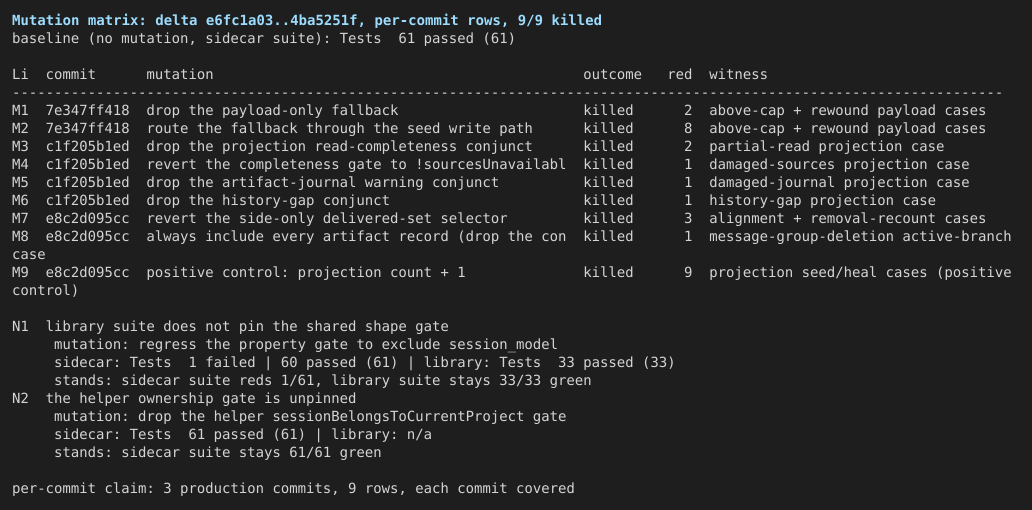 Mutation matrix: delta e6fc1a03..4ba5251f, per-commit rows, 9/9 killed
baseline (no mutation, sidecar suite): Tests  61 passed (61)
Li  commit      mutation                                            outcome   red  witness
----------------------------------------------------------------------------------------------------------------------
M1  7e347ff418  drop the payload-only fallback                      killed      2  above-cap + rewound payload cases
M2  7e347ff418  route the fallback through the seed write path      killed      8  above-cap + rewound payload cases
M3  c1f205b1ed  drop the projection read-completeness conjunct      killed      2  partial-read projection case
M4  c1f205b1ed  revert the completeness gate to !sourcesUnavailabl  killed      1  damaged-sources projection case
M5  c1f205b1ed  drop the artifact-journal warning conjunct          killed      1  damaged-journal projection case
M6  c1f205b1ed  drop the history-gap conjunct                       killed      1  history-gap projection case
M7  e8c2d095cc  revert the side-only delivered-set selector         killed      3  alignment + removal-recount cases
M8  e8c2d095cc  always include every artifact record (drop the con  killed      1  message-group-deletion active-branch
case
M9  e8c2d095cc  positive control: projection count + 1              killed      9  projection seed/heal cases (positive
control)
N1  library suite does not pin the shared shape gate
     mutation: regress the property gate to exclude session_model
     sidecar: Tests  1 failed | 60 passed (61) | library: Tests  33 passed (33)
     stands: sidecar suite reds 1/61, library suite stays 33/33 green
N2  the helper ownership gate is unpinned
     mutation: drop the helper sessionBelongsToCurrentProject gate
     sidecar: Tests  61 passed (61) | library: n/a
     stands: sidecar suite stays 61/61 green
per-commit claim: 3 production commits, 9 rows, each commit covered